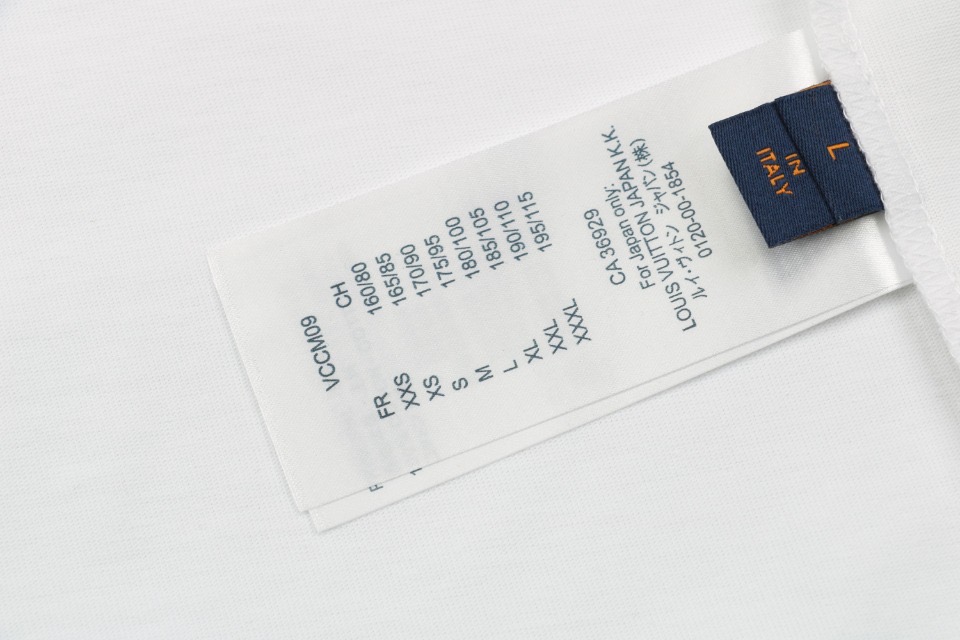 VCCM09
FR CH
XXS 160/80
XS 165/85
S 170/90
M 175/95
L 180/100
XL 185/105
XXL 190/110
XXXL 195/115
CA 36929
For Japan only:
LOUIS VUITTON JAPAN K.K.
ルイ・ヴィトン ジャパン(株)
0120-00-1854
IN
ITALY
L